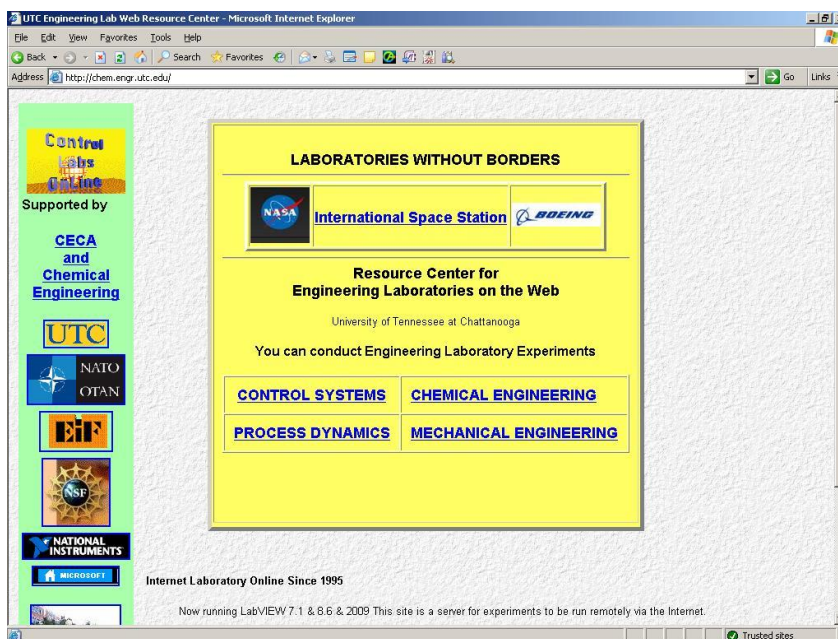 UTC Engineering Lab Web Resource Center - Microsoft Internet Explorer
File Edit View Favorites Tools Help
Back Search Favorites
Address http://chem.engr.utc.edu/ Go Links
Control
Labs
OnLine
Supported by
CECA
and
Chemical
Engineering
UTC
NATO
OTAN
EiF
NSF
NATIONAL
INSTRUMENTS
MICROSOFT
LABORATORIES WITHOUT BORDERS
NASA International Space Station BOEING
Resource Center for
Engineering Laboratories on the Web
University of Tennessee at Chattanooga
You can conduct Engineering Laboratory Experiments
CONTROL SYSTEMS CHEMICAL ENGINEERING
PROCESS DYNAMICS MECHANICAL ENGINEERING
Internet Laboratory Online Since 1995
Now running LabVIEW 7.1 & 8.6 & 2009 This site is a server for experiments to be run remotely via the Internet.
Trusted sites